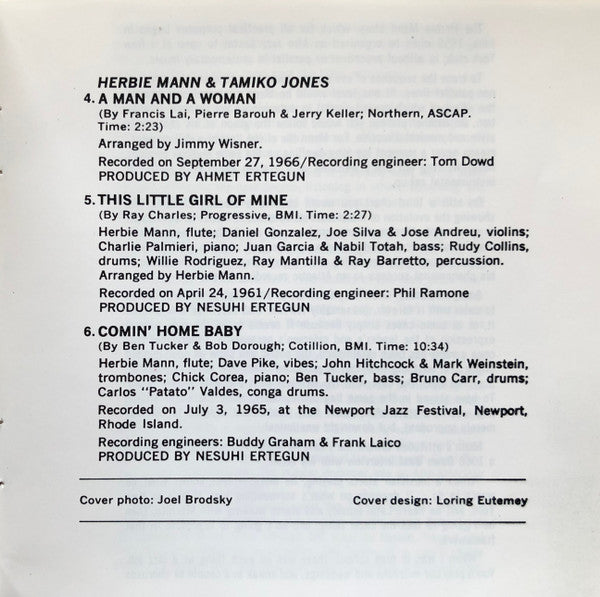 HERBIE MANN & TAMIKO JONES
4. A MAN AND A WOMAN
(By Francis Lai, Pierre Barouh & Jerry Keller; Northern, ASCAP.
Time: 2:23)
Arranged by Jimmy Wisner.
Recorded on September 27, 1966/Recording engineer: Tom Dowd
PRODUCED BY AHMET ERTEGUN
5. THIS LITTLE GIRL OF MINE
(By Ray Charles; Progressive, BMI. Time: 2:27)
Herbie Mann, flute; Daniel Gonzalez, Joe Silva & Jose Andreu, violins;
Charlie Palmieri, piano; Juan Garcia & Nabil Totah, bass; Rudy Collins,
drums; Willie Rodriguez, Ray Mantilla & Ray Barretto, percussion.
Arranged by Herbie Mann.
Recorded on April 24, 1961/Recording engineer: Phil Ramone
PRODUCED BY NESUHI ERTEGUN
6. COMIN' HOME BABY
(By Ben Tucker & Bob Dorough; Cotillion, BMI. Time: 10:34)
Herbie Mann, flute; Dave Pike, vibes; John Hitchcock & Mark Weinstein,
trombones; Chick Corea, piano; Ben Tucker, bass; Bruno Carr, drums;
Carlos "Patato" Valdes, conga drums.
Recorded on July 3, 1965, at the Newport Jazz Festival, Newport,
Rhode Island.
Recording engineers: Buddy Graham & Frank Laico
PRODUCED BY NESUHI ERTEGUN
Cover photo: Joel Brodsky Cover design: Loring Eutemey